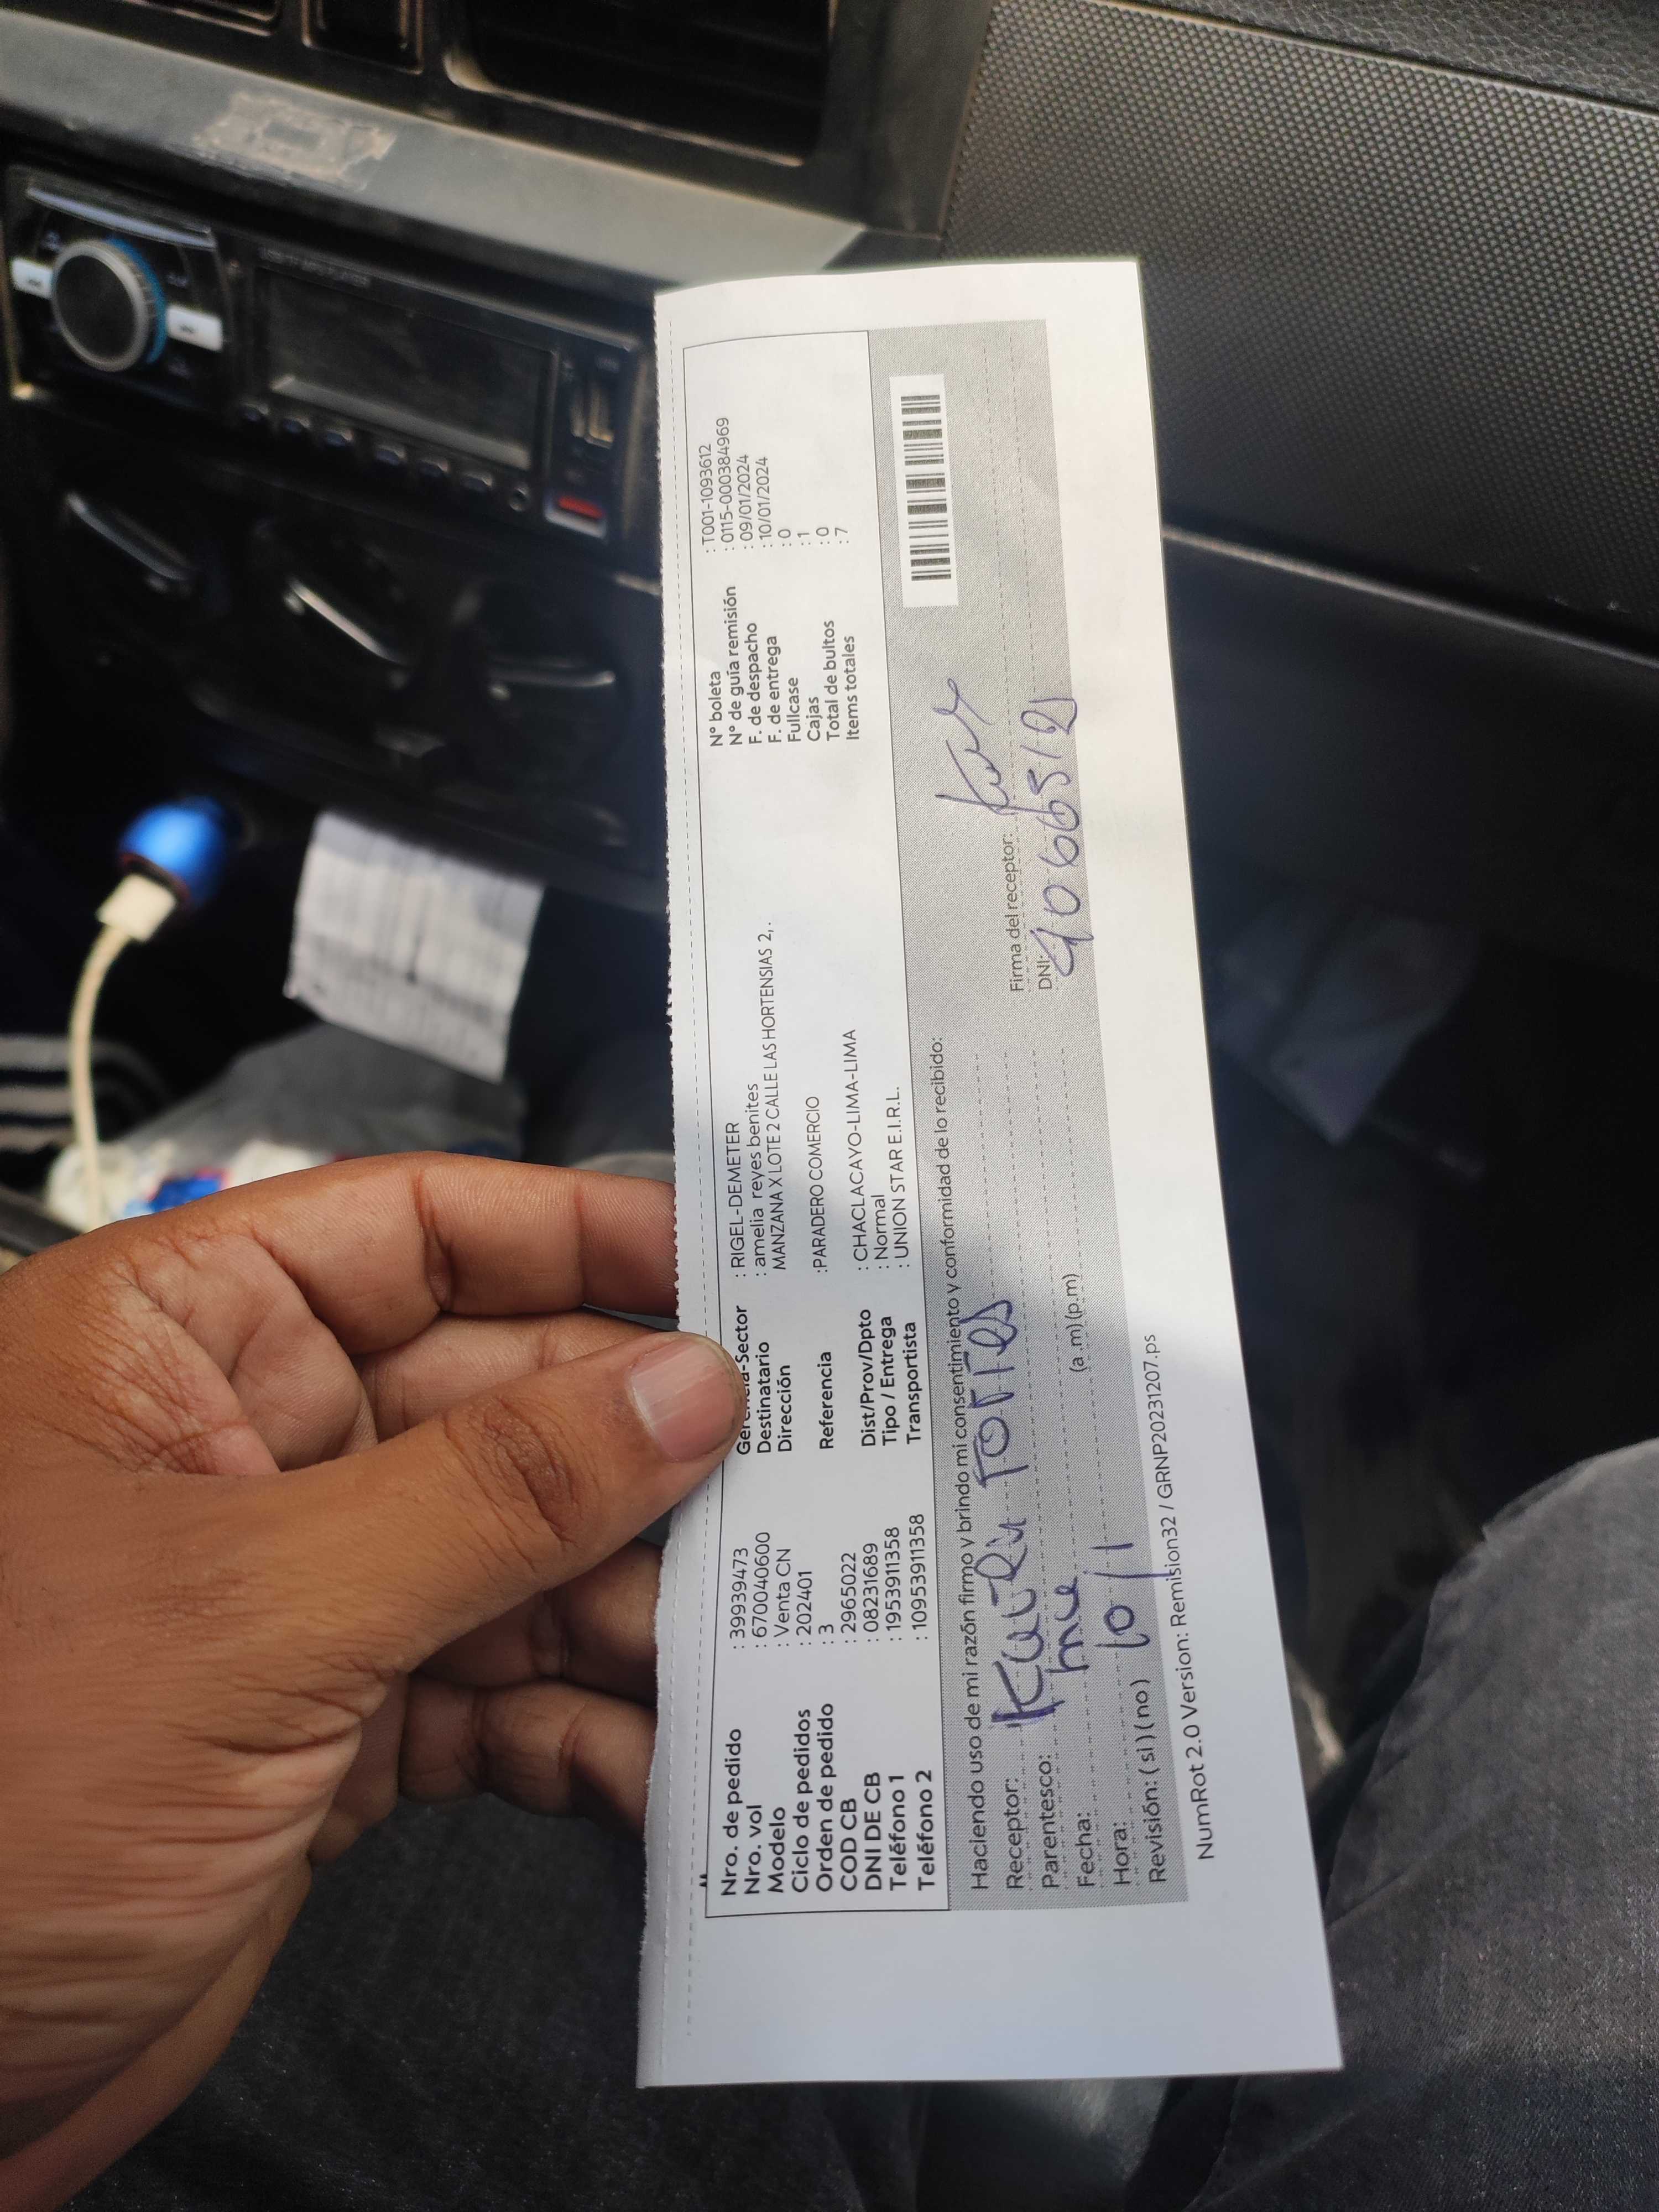 Nro. de pedido : 39939473
Nro. vol : 670040600
Modelo : Venta CN
Ciclo de pedidos : 202401
Orden de pedido : 3
COD CB : 2965022
DNI DE CB : 08231689
Teléfono 1 : 1953911358
Teléfono 2 : 10953911358
-Sector : RIGEL-DEMETER
Destinatario : amelia reyes benites
Dirección MANZANA X LOTE 2 CALLE LAS HORTENSIAS 2,.
Referencia :PARADERO COMERCIO
Dist/Prov/Dpto : CHACLACAYO-LIMA-LIMA
Tipo / Entrega : Normal
Transportista : UNION STAR E.I.R.L.
N° boleta : T001-1093612
N° de guía remisión : 0115-000384969
F. de despacho : 09/01/2024
F. de entrega : 10/01/2024
Fullcase : 0
Cajas : 1
Total de bultos : 0
Items totales : 7
Haciendo uso de mi razón firmo y brindo mi consentimiento y conformidad de lo recibido:
Receptor: Torres
Parentesco:
Fecha: 10/1
Hora: (a.m) (p.m)
Revisión: ( si ) ( no )
Firma del receptor:
DNI: 40665121
NumRot 2.0 Version: Remision32 / GRNP20231207.ps